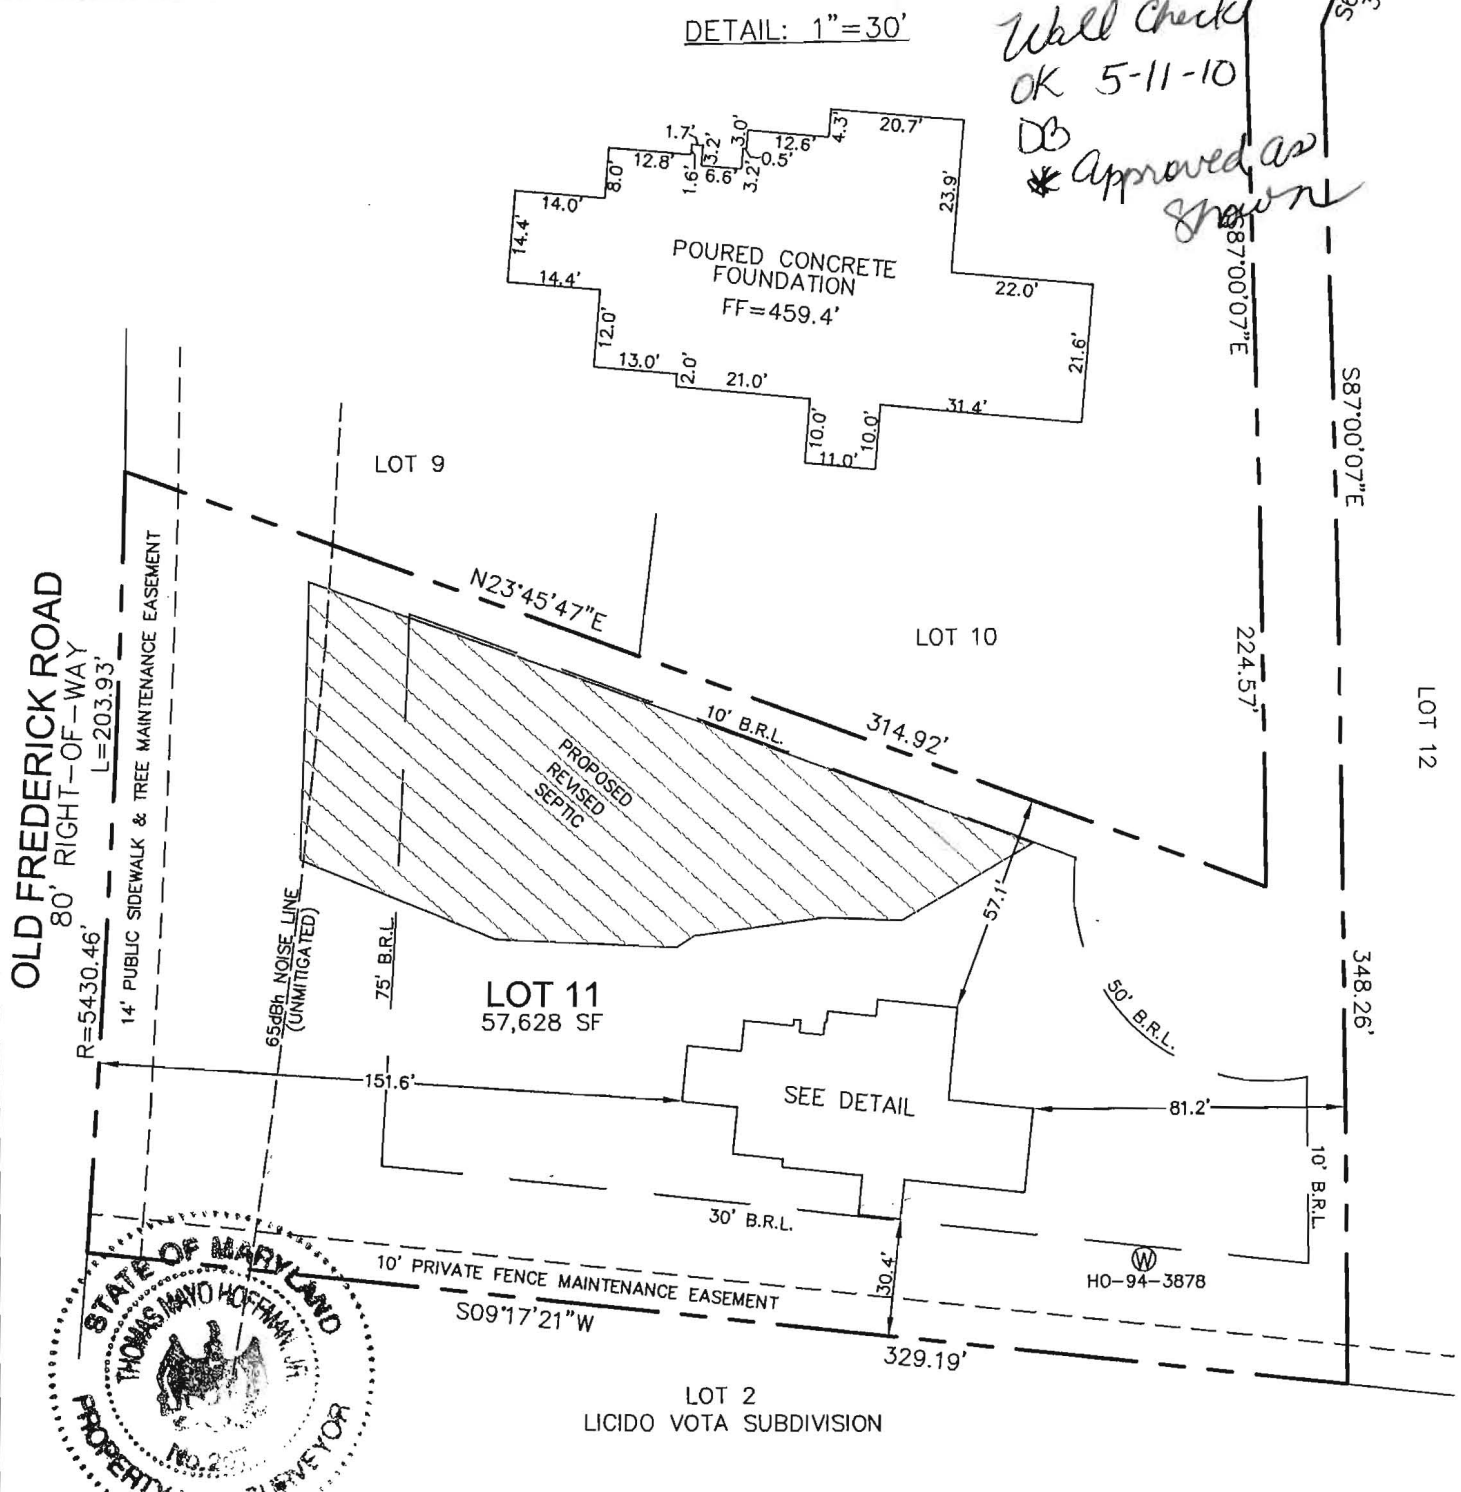 DETAIL: 1"=30'
Wall Check
OK 5-11-10
DB
* Approved as
Shown
1.7'
3.2'
3.0'
12.6'
4.3'
20.7'
12.8'
0.5'
8.0'
1.6'
6.6'
3.2'
14.0'
23.9'
14.4'
POURED CONCRETE
FOUNDATION
FF=459.4'
14.4'
22.0'
12.0'
21.6'
13.0'
2.0'
21.0'
31.4'
10.0'
10.0'
11.0'
S87°00'07"E
S87°00'07"E
LOT 9
N23°45'47"E
LOT 10
224.57'
LOT 12
OLD FREDERICK ROAD
80' RIGHT-OF-WAY
R=5430.46'
L=203.93'
14' PUBLIC SIDEWALK & TREE MAINTENANCE EASEMENT
10' B.R.L.
314.92'
PROPOSED
REVISED
SEPTIC
57.1'
65dBh NOISE LINE
(UNMITIGATED)
75' B.R.L.
LOT 11
57,628 SF
50' B.R.L.
348.26'
151.6'
SEE DETAIL
81.2'
10' B.R.L.
30' B.R.L.
W
HO-94-3878
30.4'
10' PRIVATE FENCE MAINTENANCE EASEMENT
S09°17'21"W
329.19'
LOT 2
LICIDO VOTA SUBDIVISION
STATE OF MARYLAND
THOMAS MAYO HOFFMAN, JR.
PROPERTY